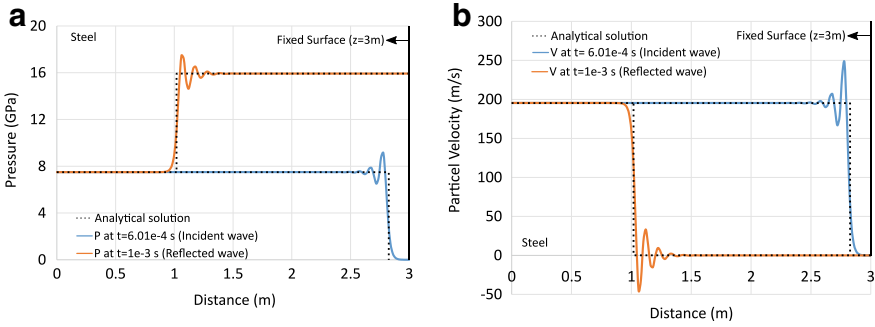 a
20
16
12
8
4
0
Pressure (GPa)
Steel
Fixed Surface (z=3m)
Analytical solution
P at t=6.01e-4 s (Incident wave)
P at t=1e-3 s (Reflected wave)
0
0.5
1
1.5
2
2.5
3
Distance (m)
b
300
250
200
150
100
50
0
-50
Particel Velocity (m/s)
Analytical solution
Fixed Surface (z=3m)
V at t= 6.01e-4 s (Incident wave)
V at t=1e-3 s (Reflected wave)
Steel
0
0.5
1
1.5
2
2.5
3
Distance (m)